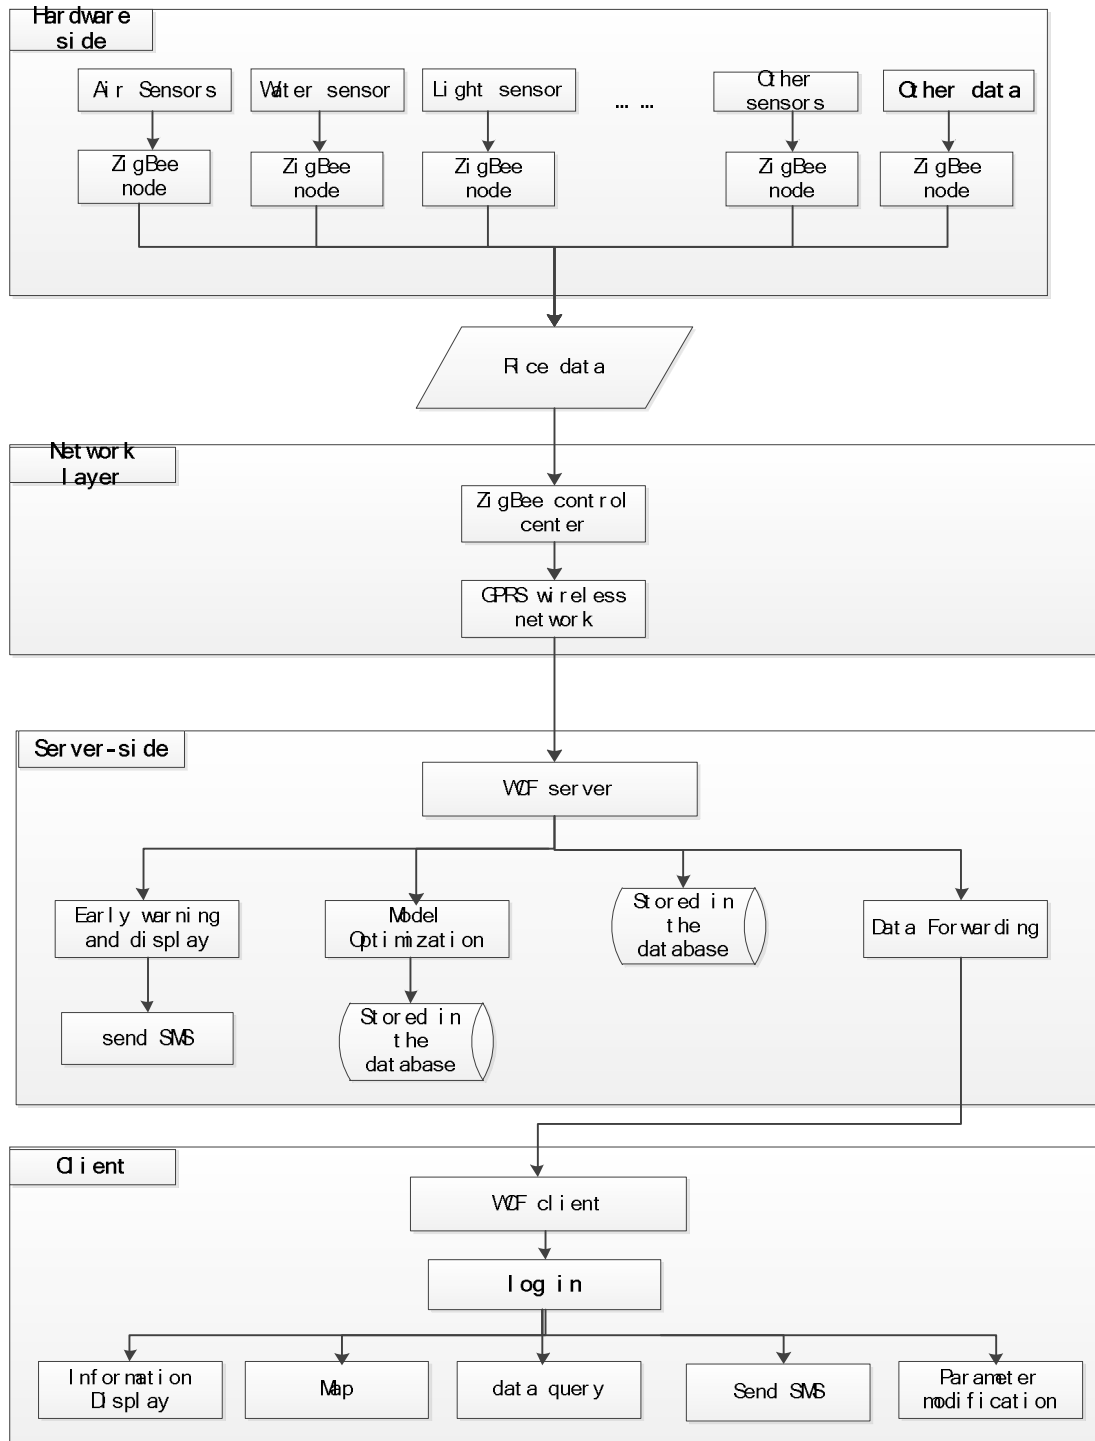 Hardware
side
Air Sensors
Water sensor
Light sensor
... ...
Other
sensors
Other data
ZigBee
node
ZigBee
node
ZigBee
node
ZigBee
node
ZigBee
node
Rice data
Network
layer
ZigBee control
center
GPRS wireless
network
Server-side
WCF server
Early warning
and display
Model
Optimization
Stored in
the
database
Data Forwarding
send SMS
Stored in
the
database
Client
WCF client
log in
Information
Display
Map
data query
Send SMS
Parameter
modification